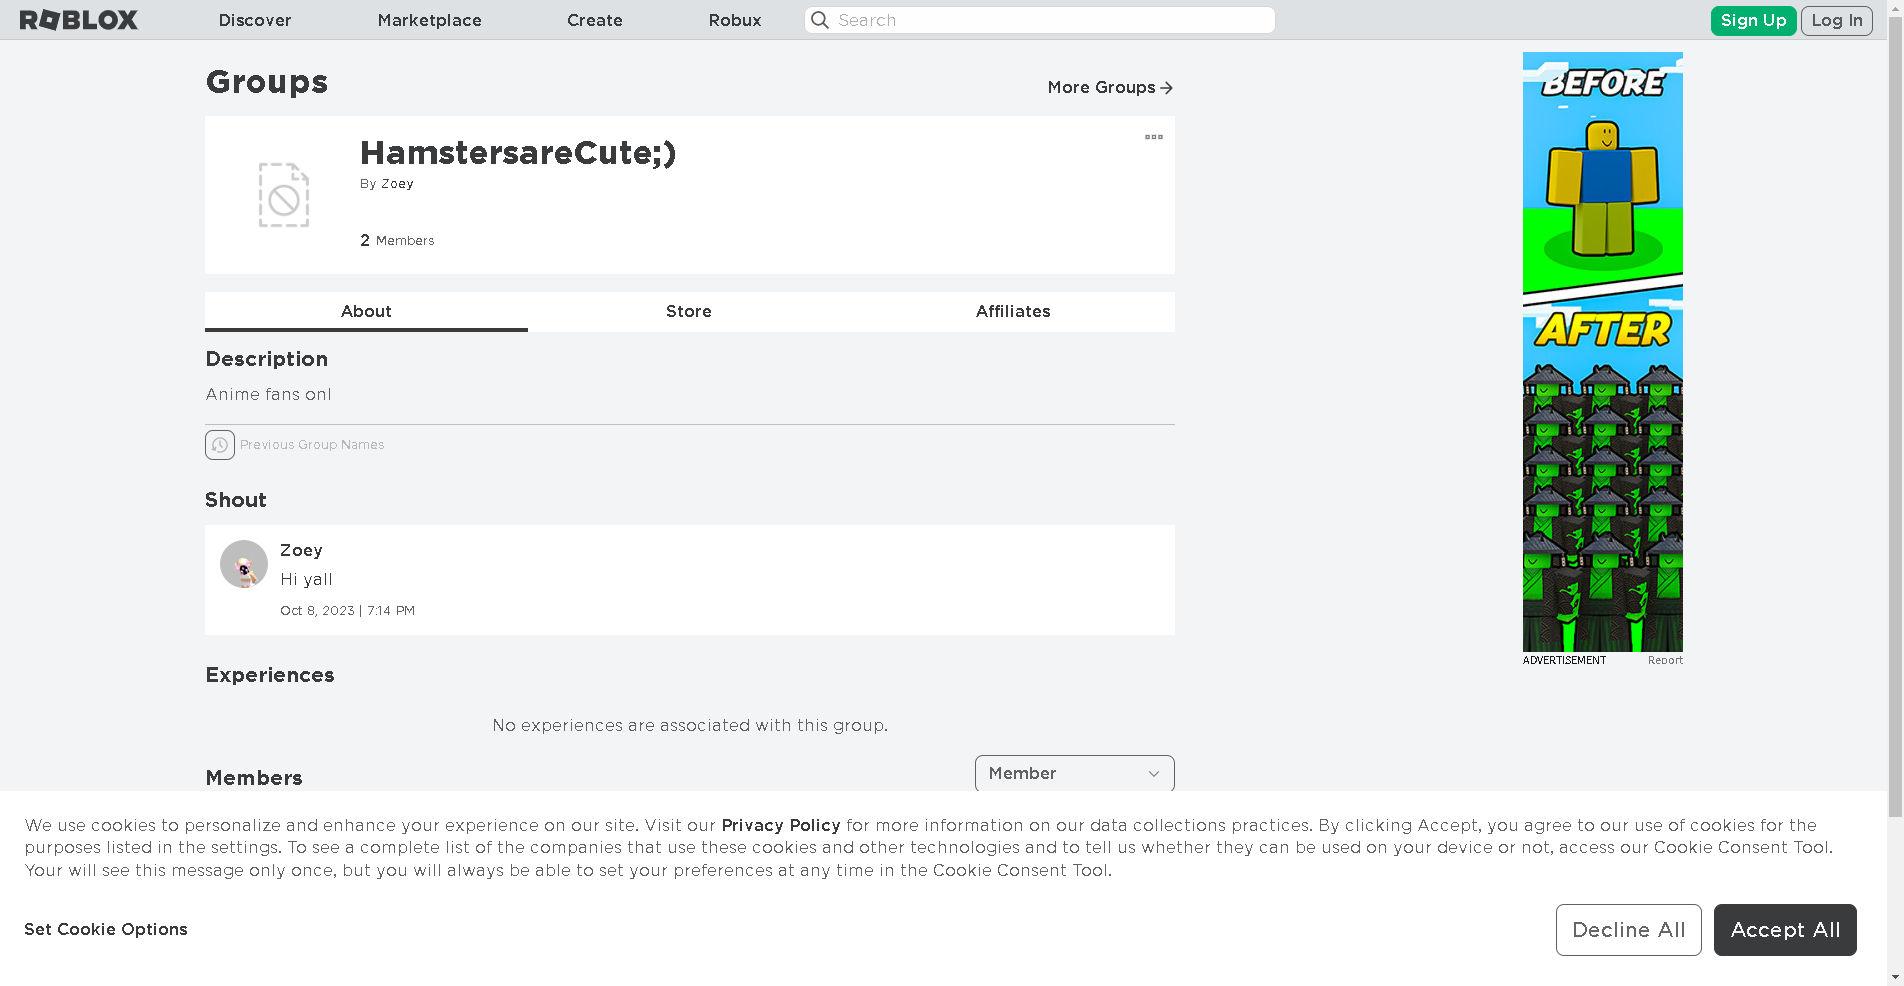 ROBLOX Discover Marketplace Create Robux Search Sign Up Log In
Groups
More Groups
HamstersareCute;)
By Zoey
2 Members
About Store Affiliates
Description
Anime fans onl
Previous Group Names
Shout
Zoey
Hi yall
Oct 8, 2023 | 7:14 PM
Experiences
No experiences are associated with this group.
Members
Member
BEFORE
AFTER
ADVERTISEMENT Report
We use cookies to personalize and enhance your experience on our site. Visit our Privacy Policy for more information on our data collections practices. By clicking Accept, you agree to our use of cookies for the
purposes listed in the settings. To see a complete list of the companies that use these cookies and other technologies and to tell us whether they can be used on your device or not, access our Cookie Consent Tool.
Your will see this message only once, but you will always be able to set your preferences at any time in the Cookie Consent Tool.
Set Cookie Options
Decline All
Accept All